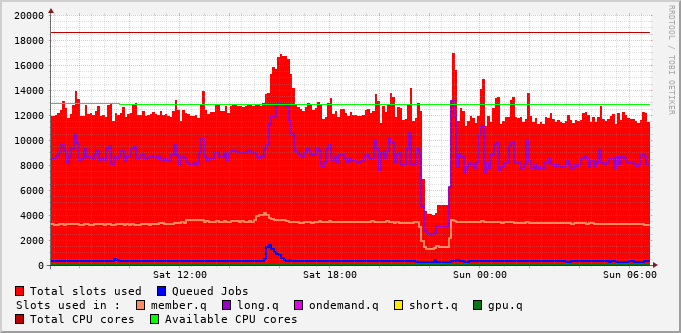 20000
18000
16000
14000
12000
10000
8000
6000
4000
2000
0
Sat 12:00 Sat 18:00 Sun 00:00 Sun 06:00
RRDTOOL / TOBI OETIKER
Total slots used Queued Jobs
Slots used in : member.q long.q ondemand.q short.q gpu.q
Total CPU cores Available CPU cores